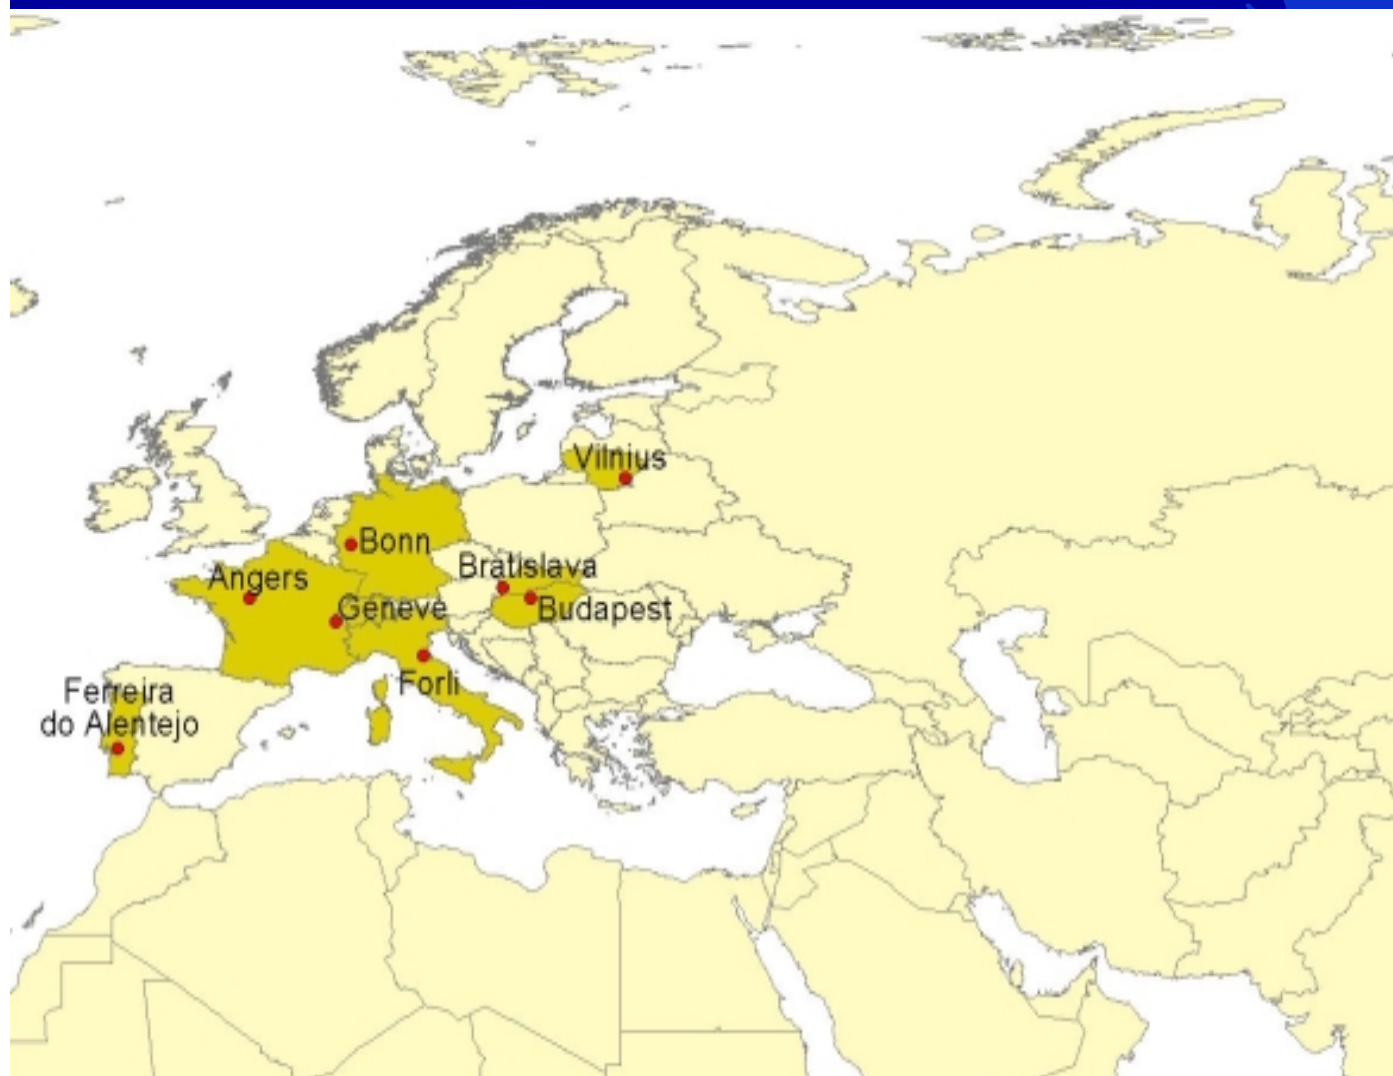 Vilnius
Bonn
Bratislava
Angers
Geneve
Budapest
Forli
Ferreira
do Alentejo